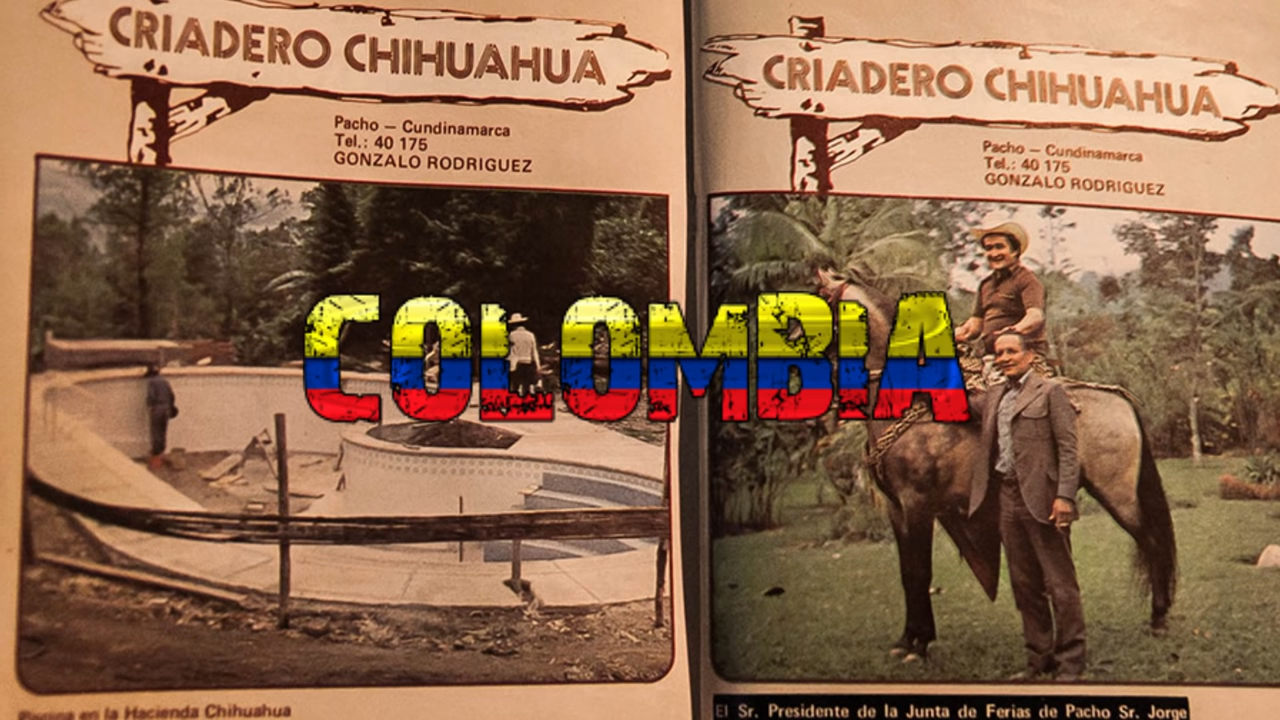 CRIADERO CHIHUAHUA
Pacho — Cundinamarca
Tel.: 40 175
GONZALO RODRIGUEZ
Piscina en la Hacienda Chihuahua
CRIADERO CHIHUAHUA
Pacho — Cundinamarca
Tel.: 40 175
GONZALO RODRIGUEZ
El Sr. Presidente de la Junta de Ferias de Pacho Sr. Jorge
COLOMBIA